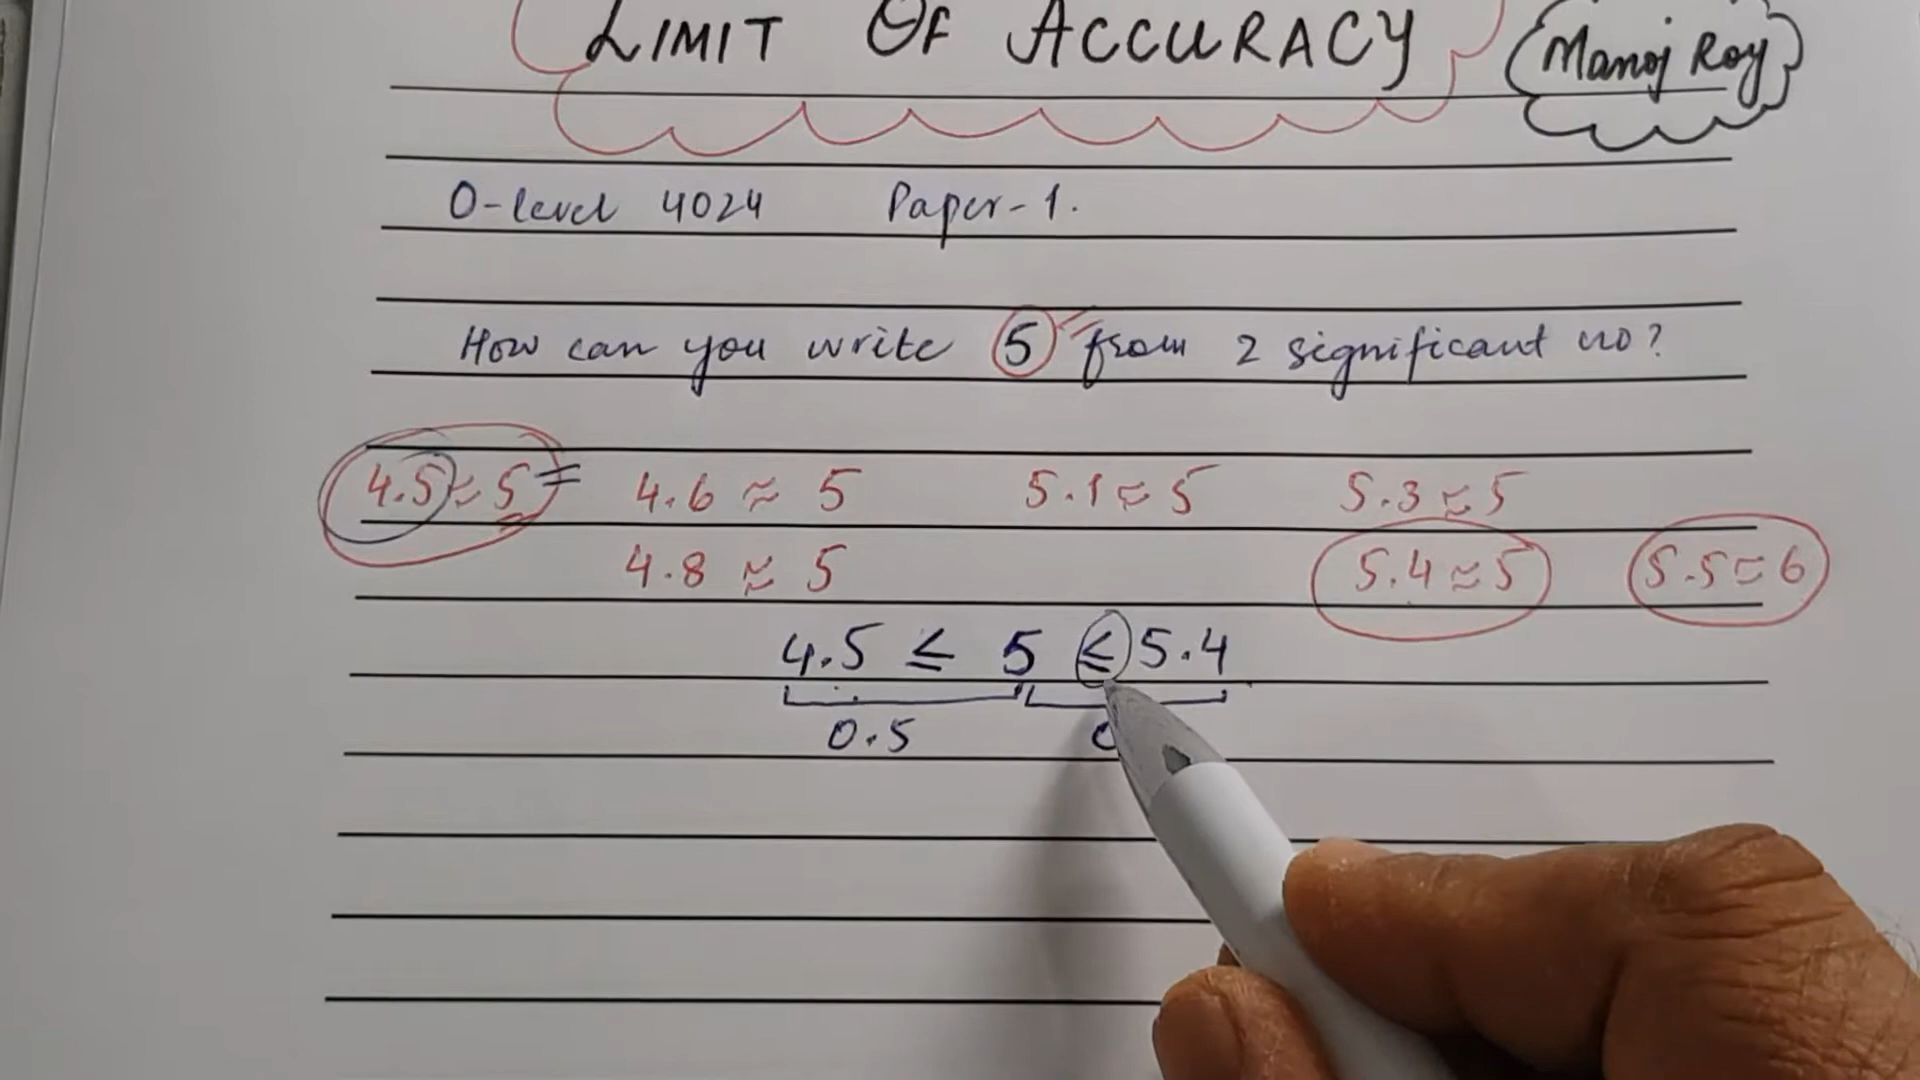 LIMIT OF ACCURACY
Manoj Roy
O-level 4024 Paper-1.
How can you write 5 from 2 significant no?
4.5 ≈ 5 = 4.6 ≈ 5 5.1 ≈ 5 5.3 ≈ 5
4.8 ≈ 5 5.4 ≈ 5 5.5 ≈ 6
4.5 ≤ 5 ≤ 5.4
0.5